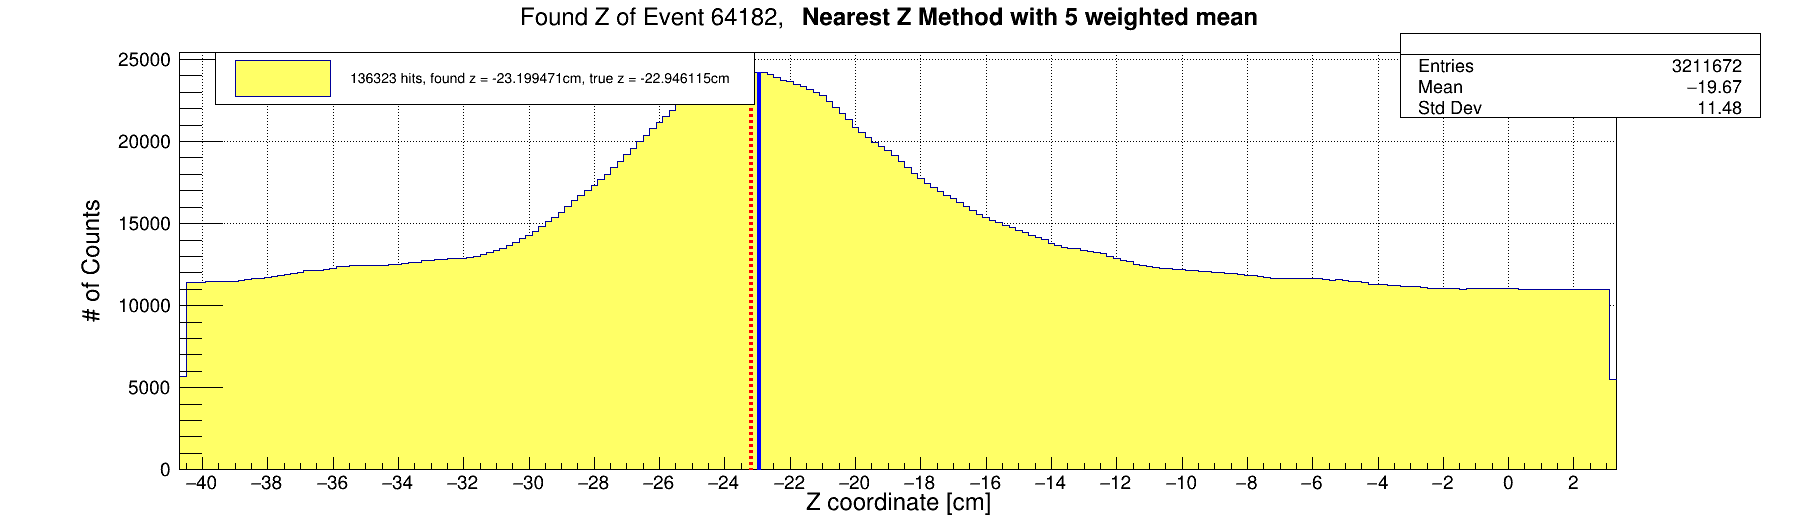 Found Z of Event 64182, Nearest Z Method with 5 weighted mean
136323 hits, found z = -23.199471cm, true z = -22.946115cm
Entries 3211672
Mean −19.67
Std Dev 11.48
# of Counts
25000
20000
15000
10000
5000
0
−40 −38 −36 −34 −32 −30 −28 −26 −24 −22 −20 −18 −16 −14 −12 −10 −8 −6 −4 −2 0 2
Z coordinate [cm]